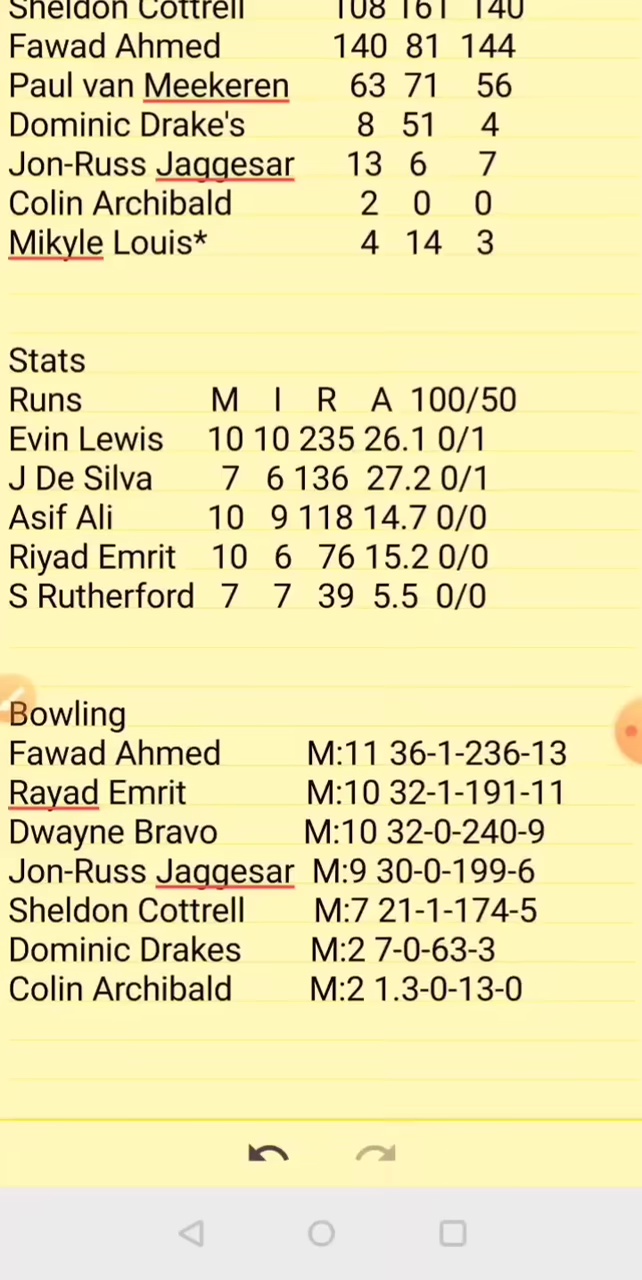 Sheldon Cottrell 108 161 140
Fawad Ahmed 140 81 144
Paul van Meekeren 63 71 56
Dominic Drake's 8 51 4
Jon-Russ Jaggesar 13 6 7
Colin Archibald 2 0 0
Mikyle Louis* 4 14 3
Stats
Runs M I R A 100/50
Evin Lewis 10 10 235 26.1 0/1
J De Silva 7 6 136 27.2 0/1
Asif Ali 10 9 118 14.7 0/0
Riyad Emrit 10 6 76 15.2 0/0
S Rutherford 7 7 39 5.5 0/0
Bowling
Fawad Ahmed M:11 36-1-236-13
Rayad Emrit M:10 32-1-191-11
Dwayne Bravo M:10 32-0-240-9
Jon-Russ Jaggesar M:9 30-0-199-6
Sheldon Cottrell M:7 21-1-174-5
Dominic Drakes M:2 7-0-63-3
Colin Archibald M:2 1.3-0-13-0